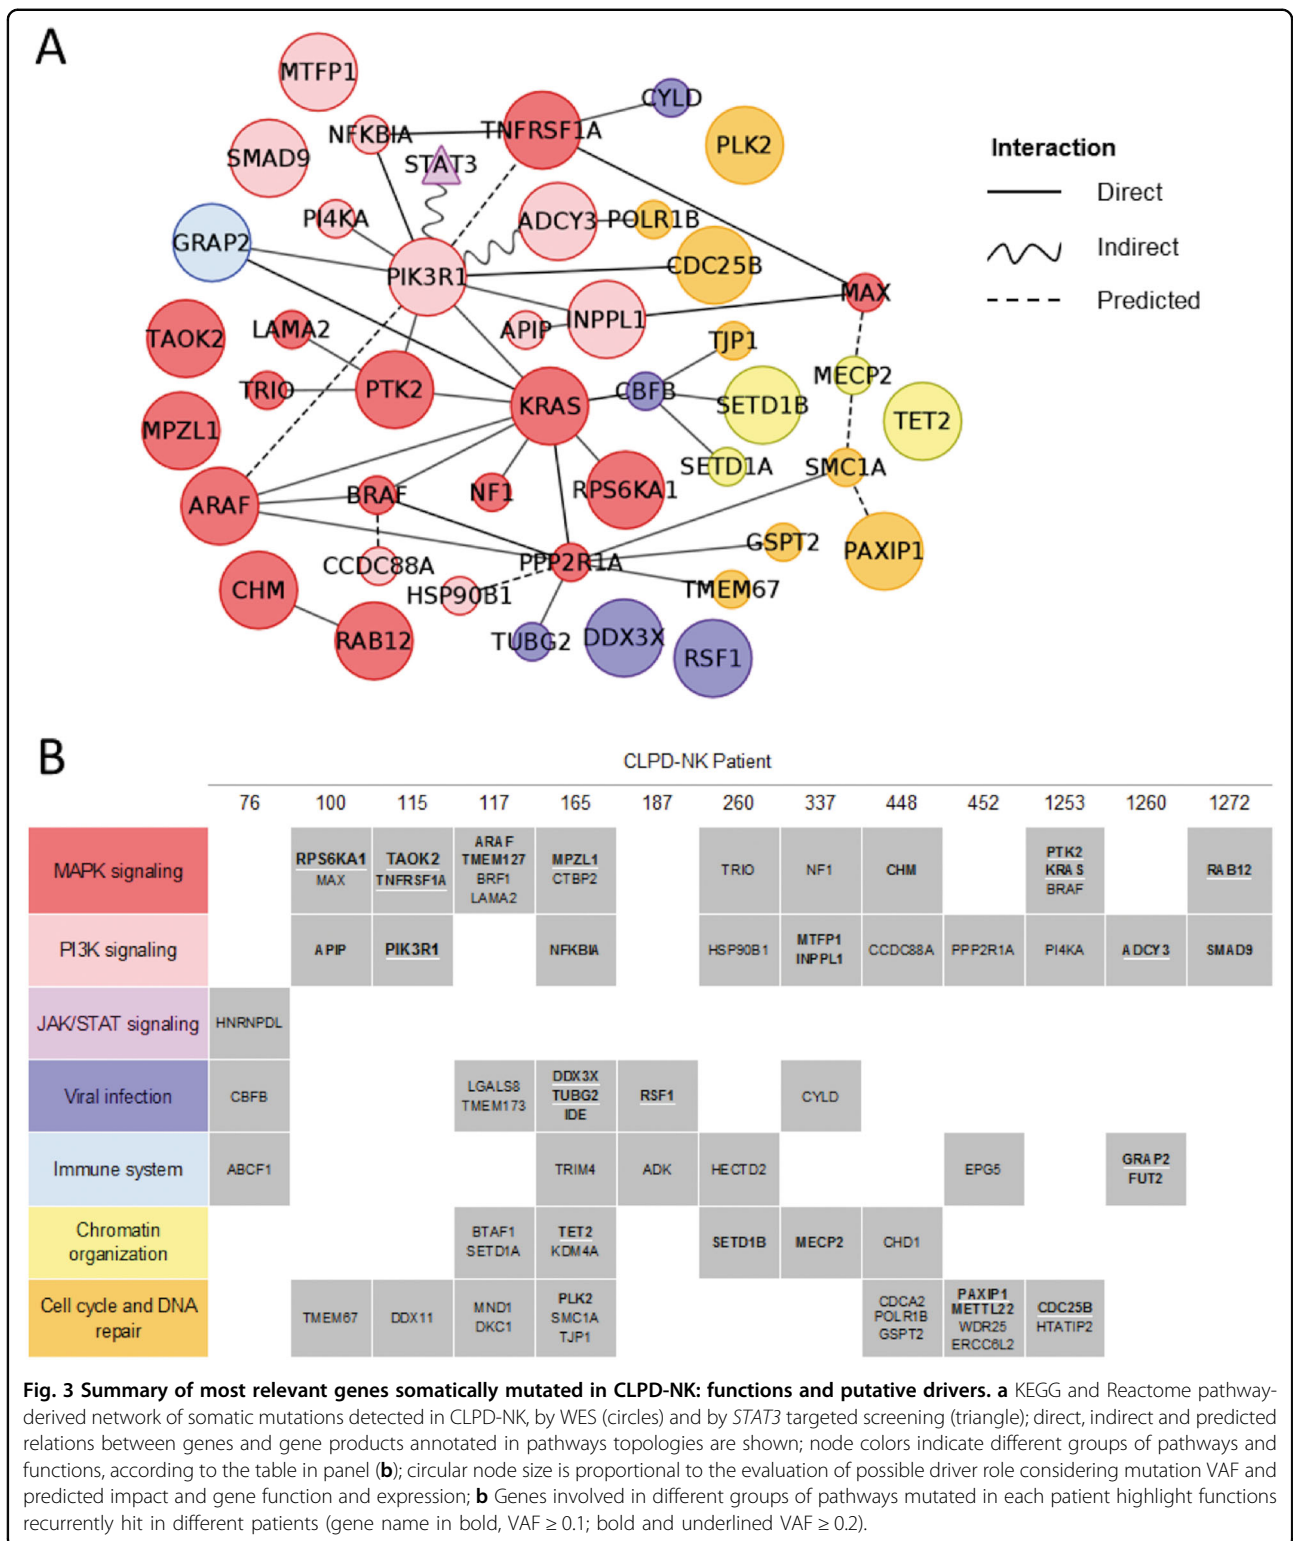 A
MTFP1
CYLD
NFKBIA
TNFRSF1A
PLK2
SMAD9
STAT3
Interaction
Direct
PI4KA
ADCY3
POLR1B
GRAP2
Indirect
PIK3R1
CDC25B
MAX
Predicted
TAOK2
LAMA2
APIP
INPPL1
TJP1
MECP2
TRIO
PTK2
KRAS
CBFB
SETD1B
TET2
MPZL1
SETD1A
SMC1A
ARAF
BRAF
NF1
RPS6KA1
GSPT2
PAXIP1
CCDC88A
PPP2R1A
CHM
HSP90B1
TMEM67
RAB12
TUBG2
DDX3X
RSF1
B
CLPD-NK Patient
76 100 115 117 165 187 260 337 448 452 1253 1260 1272
MAPK signaling
RPS6KA1
MAX
TAOK2
TNFRSF1A
ARAF
TMEM127
BRF1
LAMA2
MPZL1
CTBP2
TRIO
NF1
CHM
PTK2
KRAS
BRAF
RAB12
PI3K signaling
APIP
PIK3R1
NFKBIA
HSP90B1
MTFP1
INPPL1
CCDC88A
PPP2R1A
PI4KA
ADCY3
SMAD9
JAK/STAT signaling
HNRNPDL
Viral infection
CBFB
LGALS8
TMEM173
DDX3X
TUBG2
IDE
RSF1
CYLD
Immune system
ABCF1
TRIM4
ADK
HECTD2
EPG5
GRAP2
FUT2
Chromatin
organization
BTAF1
SETD1A
TET2
KDM4A
SETD1B
MECP2
CHD1
Cell cycle and DNA
repair
TMEM67
DDX11
MND1
DKC1
PLK2
SMC1A
TJP1
CDCA2
POLR1B
GSPT2
PAXIP1
METTL22
WDR25
ERCC6L2
CDC25B
HTATIP2
Fig. 3 Summary of most relevant genes somatically mutated in CLPD-NK: functions and putative drivers. a KEGG and Reactome pathway-
derived network of somatic mutations detected in CLPD-NK, by WES (circles) and by STAT3 targeted screening (triangle); direct, indirect and predicted
relations between genes and gene products annotated in pathways topologies are shown; node colors indicate different groups of pathways and
functions, according to the table in panel (b); circular node size is proportional to the evaluation of possible driver role considering mutation VAF and
predicted impact and gene function and expression; b Genes involved in different groups of pathways mutated in each patient highlight functions
recurrently hit in different patients (gene name in bold, VAF ≥ 0.1; bold and underlined VAF ≥ 0.2).